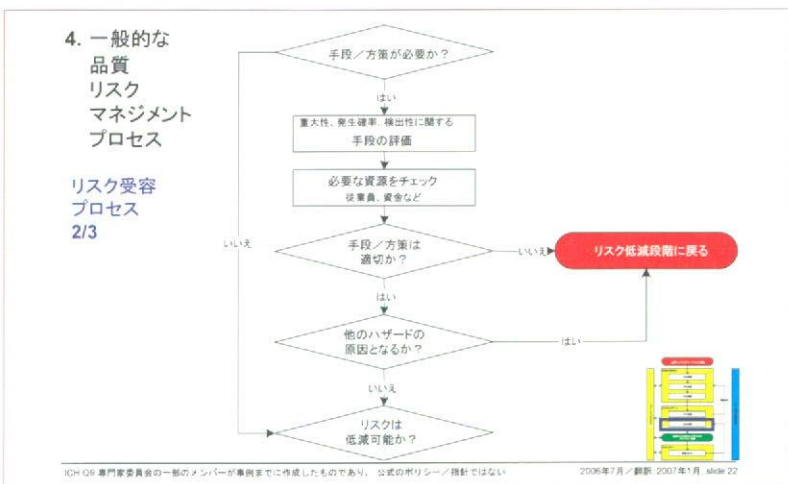 4. 一般的な
品質
リスク
マネジメント
プロセス
リスク受容
プロセス
2/3
手段／方策が必要か？
はい
重大性、発生確率、検出性に関する
手段の評価
必要な資源をチェック
従業員、資金など
いいえ
手段／方策は
適切か？
いいえ
リスク低減段階に戻る
はい
他のハザードの
原因となるか？
はい
いいえ
リスクは
低減可能か？
ICH Q9 専門家委員会の一部のメンバーが事例までに作成したものであり、公式のポリシー／指針ではない
2006年7月／翻訳：2007年1月, slide 22